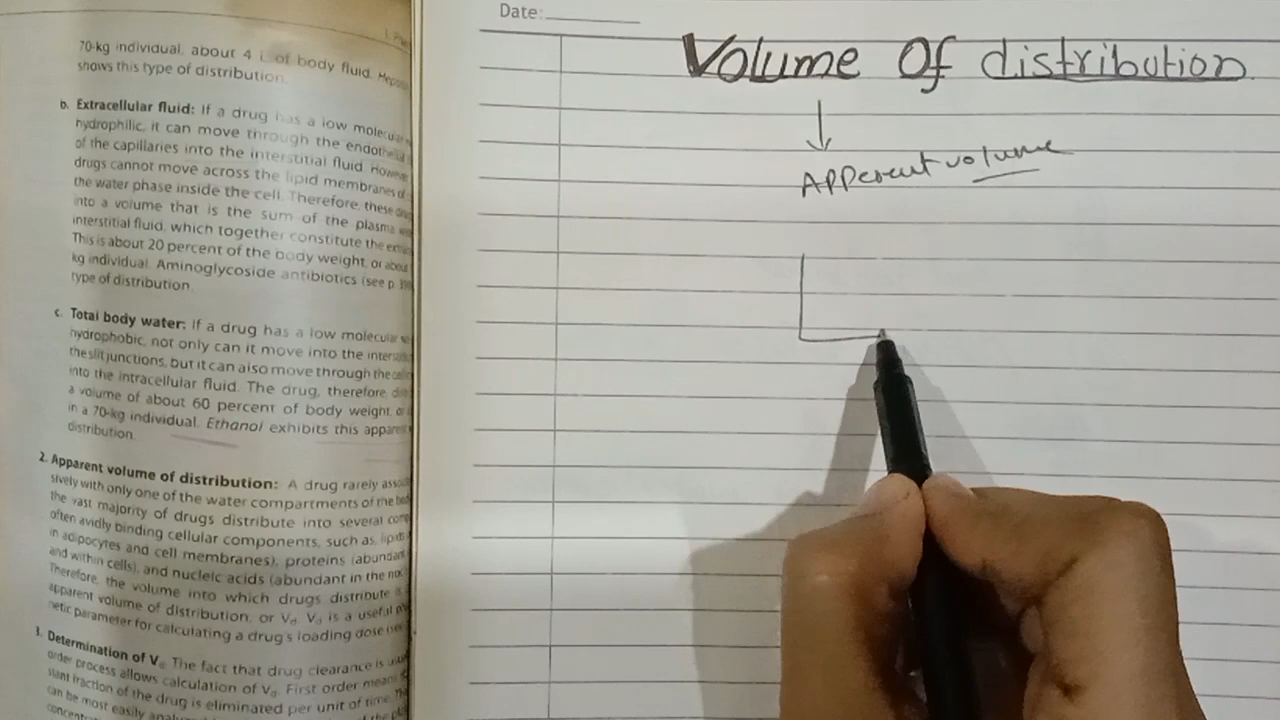 70-kg individual, about 4 L of body fluid.
shows this type of distribution.
b. Extracellular fluid: If a drug has a low
hydrophilic, it can move through the
of the capillaries into the interstitial fluid.
drugs cannot move across the lipid membranes
the water phase inside the cell. Therefore, these
into a volume that is the sum of the plasma
interstitial fluid, which together constitute the
This is about 20 percent of the body weight, or about
kg individual. Aminoglycoside antibiotics (see p.
type of distribution.
c. Total body water: If a drug has a low molecular
hydrophobic, not only can it move into the
the slit junctions, but it can also move through the
into the intracellular fluid. The drug, therefore,
a volume of about 60 percent of body weight, or
in a 70-kg individual. Ethanol exhibits this
distribution.
2. Apparent volume of distribution: A drug rarely
sively with only one of the water compartments of the
the vast majority of drugs distribute into several
often avidly binding cellular components, such as, lipids
in adipocytes and cell membranes), proteins (abundant
and within cells), and nucleic acids (abundant in the
Therefore, the volume into which drugs distribute is
apparent volume of distribution, or Vd. Vd is a useful
netic parameter for calculating a drug's loading dose
3. Determination of Vd: The fact that drug clearance is
order process allows calculation of Vd. First order means
stant fraction of the drug is eliminated per unit of time.
can be most easily
Date:
Volume Of distribution
Apperent volume